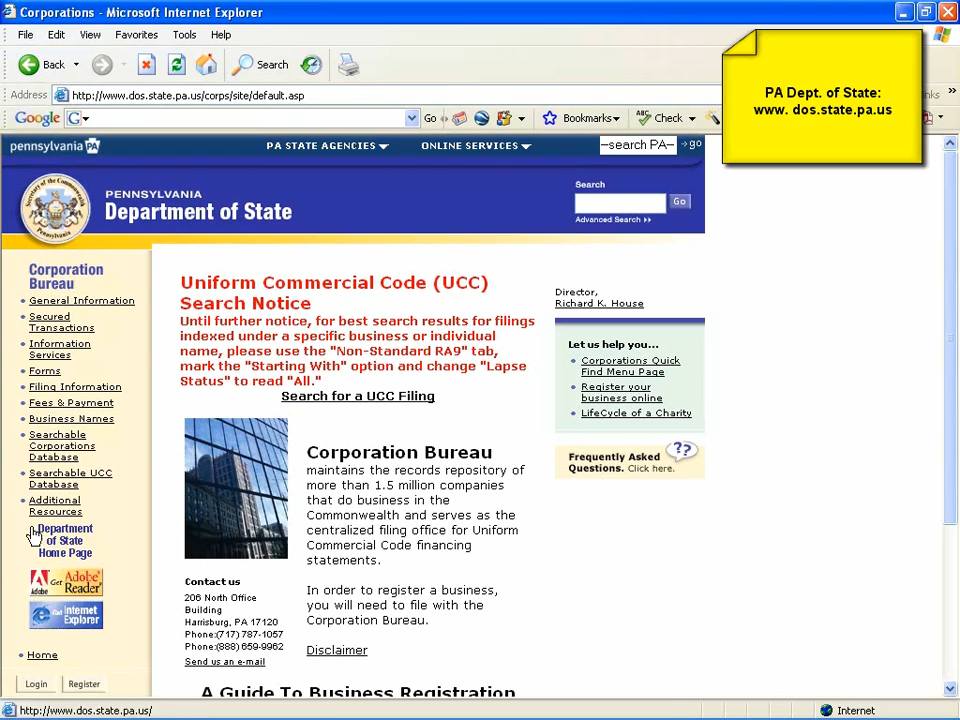 Corporations - Microsoft Internet Explorer
File Edit View Favorites Tools Help
Back Search
Address http://www.dos.state.pa.us/corps/site/default.asp
Google G Go Bookmarks Check
PA Dept. of State:
www. dos.state.pa.us
pennsylvania PA PA STATE AGENCIES ONLINE SERVICES —search PA— go
PENNSYLVANIA
Department of State
Search
Go
Advanced Search
Corporation
Bureau
General Information
Secured
Transactions
Information
Services
Forms
Filing Information
Fees & Payment
Business Names
Searchable
Corporations
Database
Searchable UCC
Database
Additional
Resources
Department
of State
Home Page
Get Adobe
Reader
Adobe
Internet
Explorer
Home
Login Register
Uniform Commercial Code (UCC)
Search Notice
Until further notice, for best search results for filings
indexed under a specific business or individual
name, please use the "Non-Standard RA9" tab,
mark the "Starting With" option and change "Lapse
Status" to read "All."
Search for a UCC Filing
Corporation Bureau
maintains the records repository of
more than 1.5 million companies
that do business in the
Commonwealth and serves as the
centralized filing office for Uniform
Commercial Code financing
statements.
In order to register a business,
you will need to file with the
Corporation Bureau.
Disclaimer
Contact us
206 North Office
Building
Harrisburg, PA 17120
Phone:(717) 787-1057
Phone:(888) 659-9962
Send us an e-mail
A Guide To Business Registration
Director,
Richard K. House
Let us help you...
Corporations Quick
Find Menu Page
Register your
business online
LifeCycle of a Charity
Frequently Asked
Questions. Click here.
??
http://www.dos.state.pa.us/ Internet